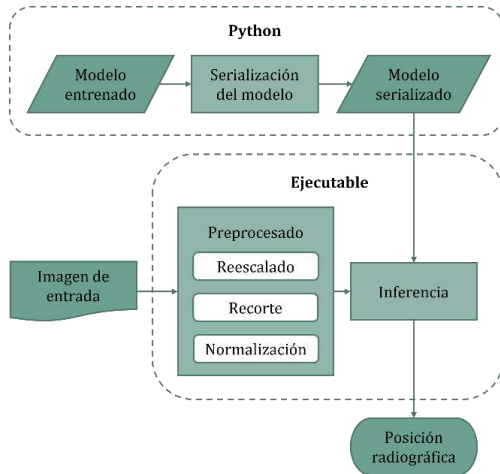 Python
Modelo
entrenado
Serialización
del modelo
Modelo
serializado
Ejecutable
Imagen de
entrada
Preprocesado
Reescalado
Recorte
Normalización
Inferencia
Posición
radiográfica